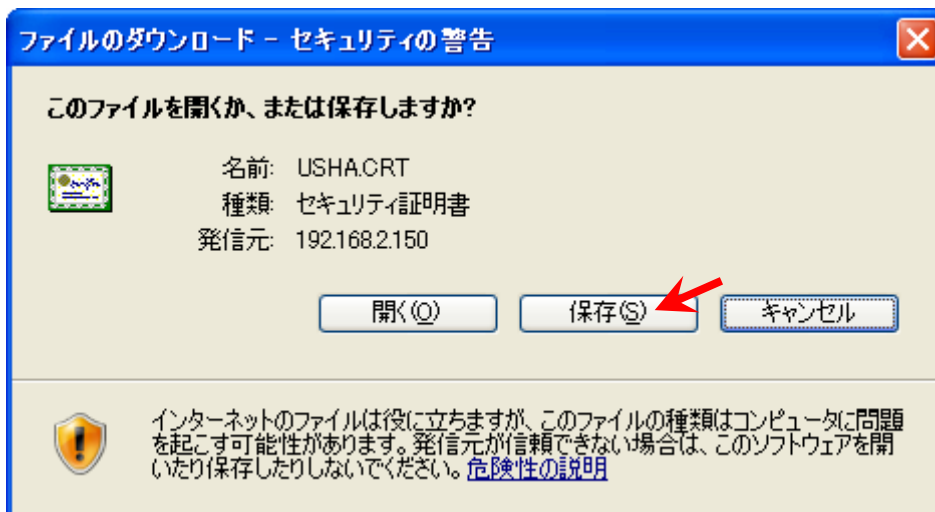 ファイルのダウンロード - セキュリティの警告
このファイルを開くか、または保存しますか?
名前: USHA.CRT
種類: セキュリティ証明書
発信元: 192.168.2.150
開く(O) 保存(S) キャンセル
インターネットのファイルは役に立ちますが、このファイルの種類はコンピュータに問題
を起こす可能性があります。発信元が信頼できない場合は、このソフトウェアを開
いたり保存したりしないでください。危険性の説明